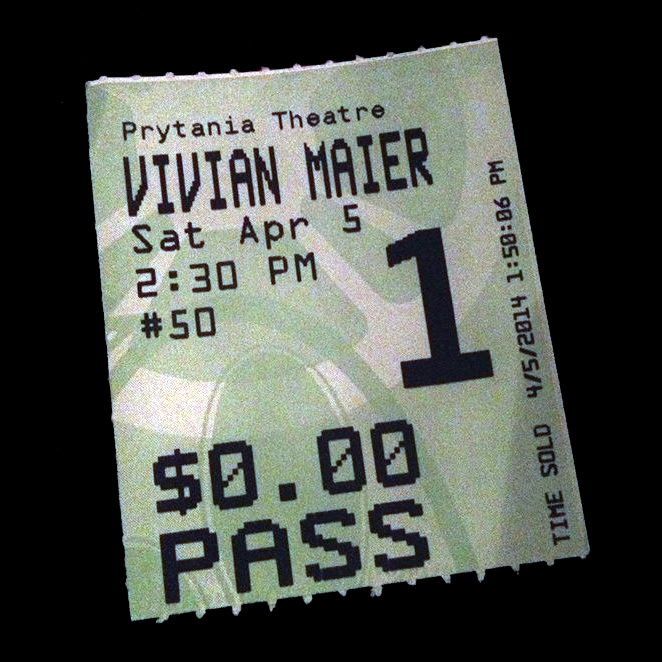 Prytania Theatre
VIVIAN MAIER
Sat Apr 5
2:30 PM
#50
1
$0.00
PASS
TIME SOLD 4/5/2014 1:50:06 PM